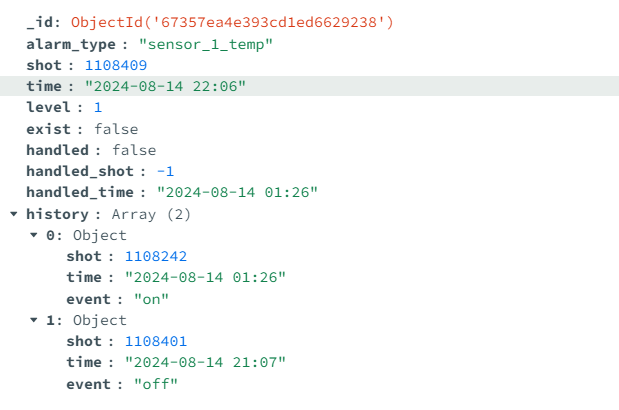 _id: ObjectId('67357ea4e393cd1ed6629238')
alarm_type : "sensor_1_temp"
shot : 1108409
time : "2024-08-14 22:06"
level : 1
exist : false
handled : false
handled_shot : -1
handled_time : "2024-08-14 01:26"
history : Array (2)
0: Object
shot : 1108242
time : "2024-08-14 01:26"
event : "on"
1: Object
shot : 1108401
time : "2024-08-14 21:07"
event : "off"